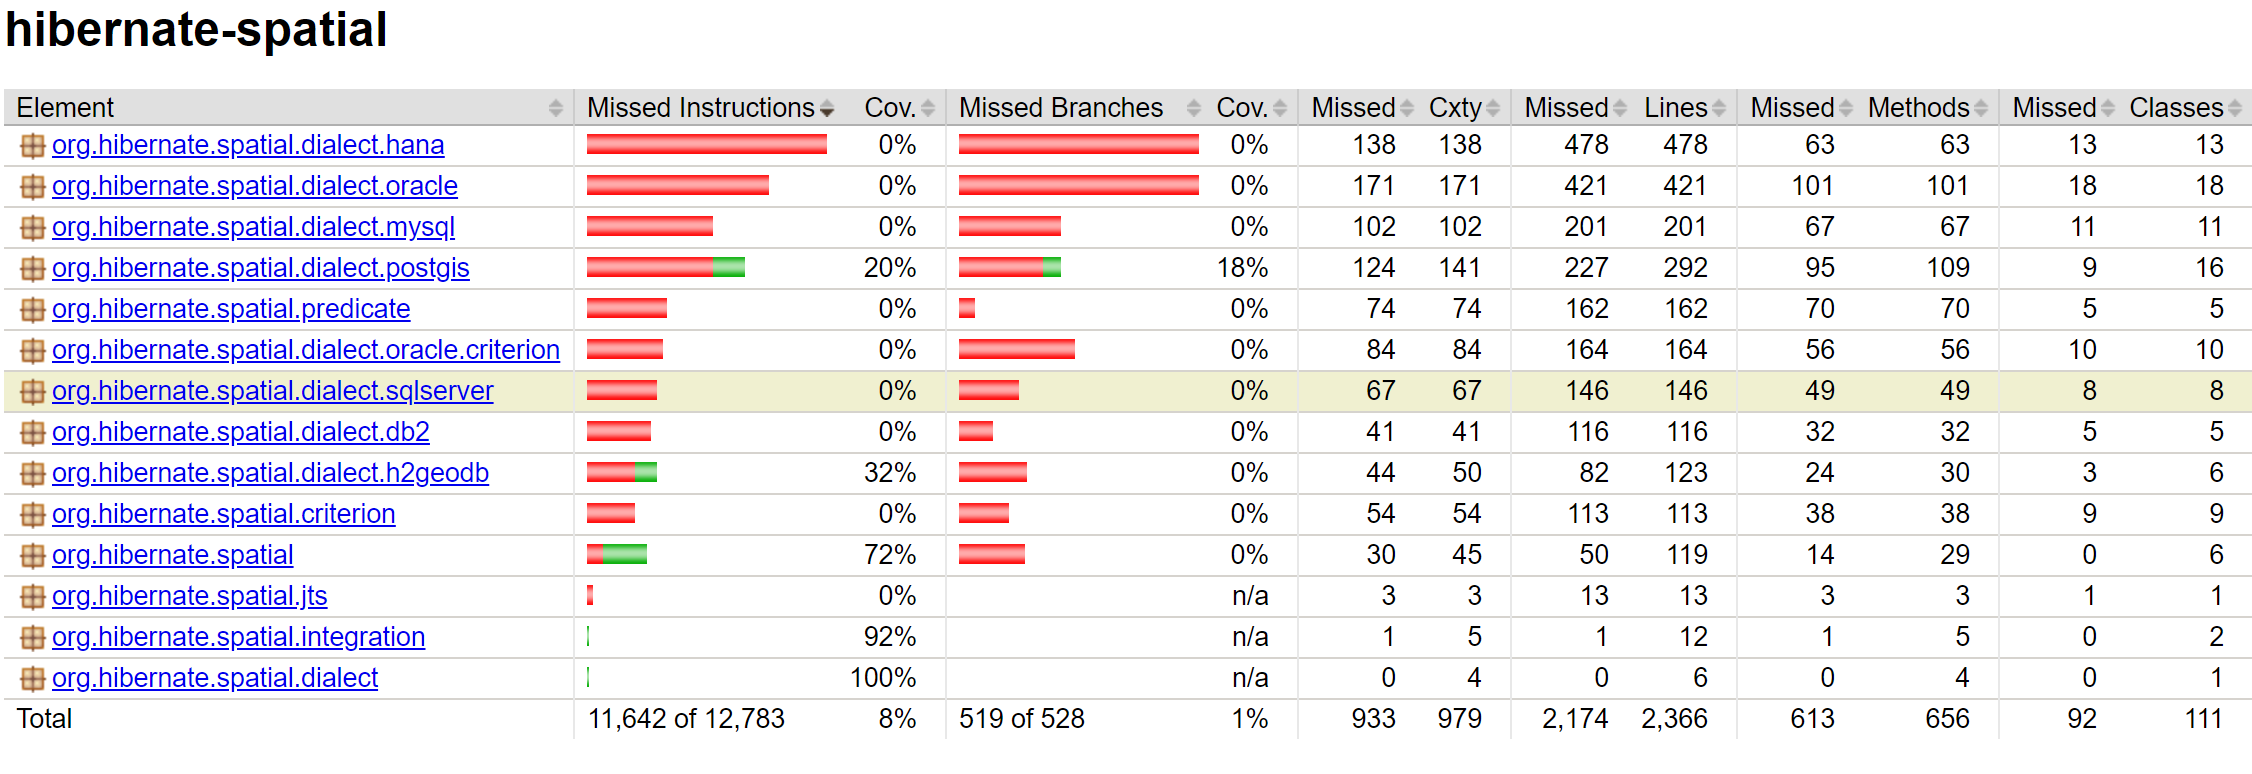 hibernate-spatial
Element Missed Instructions Cov. Missed Branches Cov. Missed Cxty Missed Lines Missed Methods Missed Classes
org.hibernate.spatial.dialect.hana 0% 0% 138 138 478 478 63 63 13 13
org.hibernate.spatial.dialect.oracle 0% 0% 171 171 421 421 101 101 18 18
org.hibernate.spatial.dialect.mysql 0% 0% 102 102 201 201 67 67 11 11
org.hibernate.spatial.dialect.postgis 20% 18% 124 141 227 292 95 109 9 16
org.hibernate.spatial.predicate 0% 0% 74 74 162 162 70 70 5 5
org.hibernate.spatial.dialect.oracle.criterion 0% 0% 84 84 164 164 56 56 10 10
org.hibernate.spatial.dialect.sqlserver 0% 0% 67 67 146 146 49 49 8 8
org.hibernate.spatial.dialect.db2 0% 0% 41 41 116 116 32 32 5 5
org.hibernate.spatial.dialect.h2geodb 32% 0% 44 50 82 123 24 30 3 6
org.hibernate.spatial.criterion 0% 0% 54 54 113 113 38 38 9 9
org.hibernate.spatial 72% 0% 30 45 50 119 14 29 0 6
org.hibernate.spatial.jts 0% n/a 3 3 13 13 3 3 1 1
org.hibernate.spatial.integration 92% n/a 1 5 1 12 1 5 0 2
org.hibernate.spatial.dialect 100% n/a 0 4 0 6 0 4 0 1
Total 11,642 of 12,783 8% 519 of 528 1% 933 979 2,174 2,366 613 656 92 111